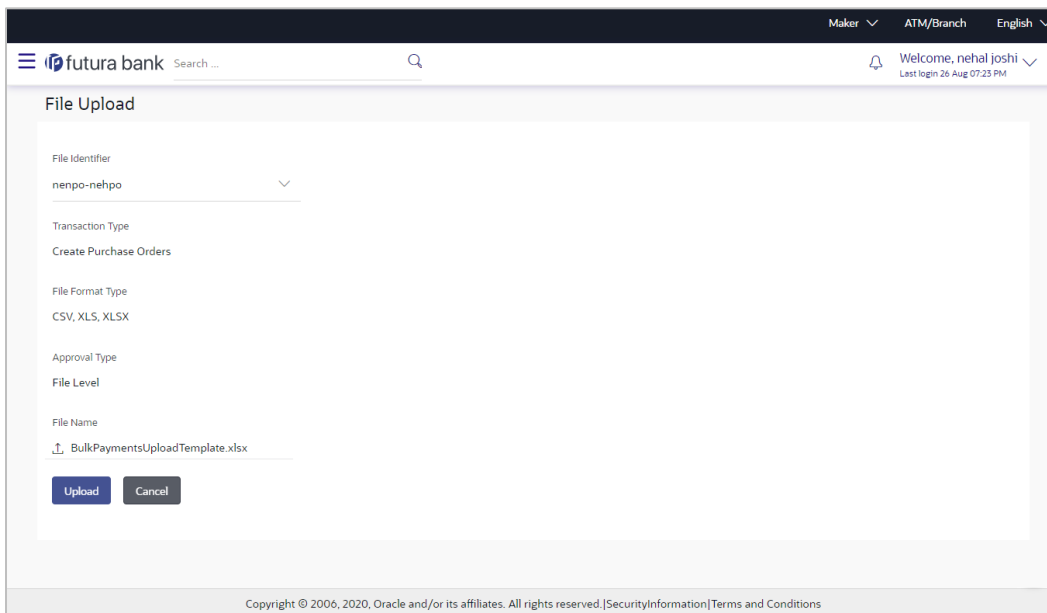 Maker ATM/Branch English
futura bank Search ... Welcome, nehal joshi
Last login 26 Aug 07:23 PM
File Upload
File Identifier
nenpo-nehpo
Transaction Type
Create Purchase Orders
File Format Type
CSV, XLS, XLSX
Approval Type
File Level
File Name
BulkPaymentsUploadTemplate.xlsx
Upload Cancel
Copyright © 2006, 2020, Oracle and/or its affiliates. All rights reserved.|SecurityInformation|Terms and Conditions